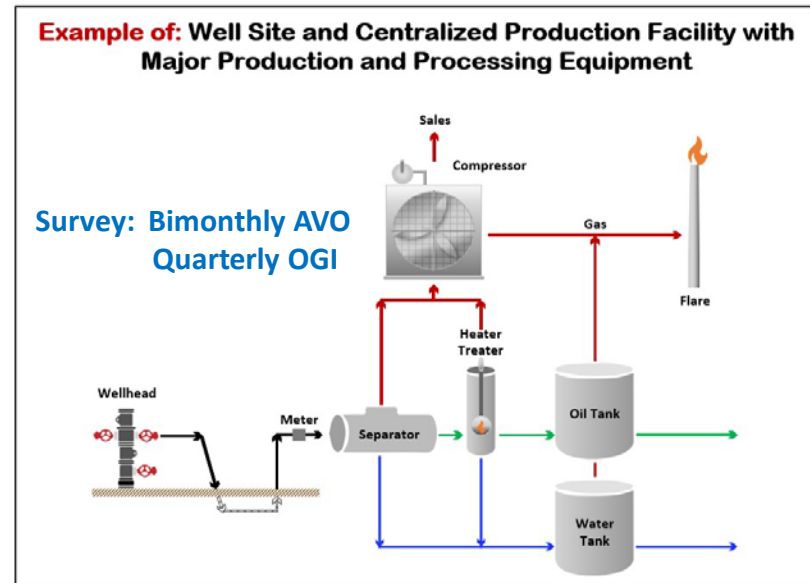 Example of: Well Site and Centralized Production Facility with
Major Production and Processing Equipment
Sales
Compressor
Survey: Bimonthly AVO
Quarterly OGI
Gas
Flare
Heater
Treater
Wellhead
Meter
Separator
Oil Tank
Water
Tank